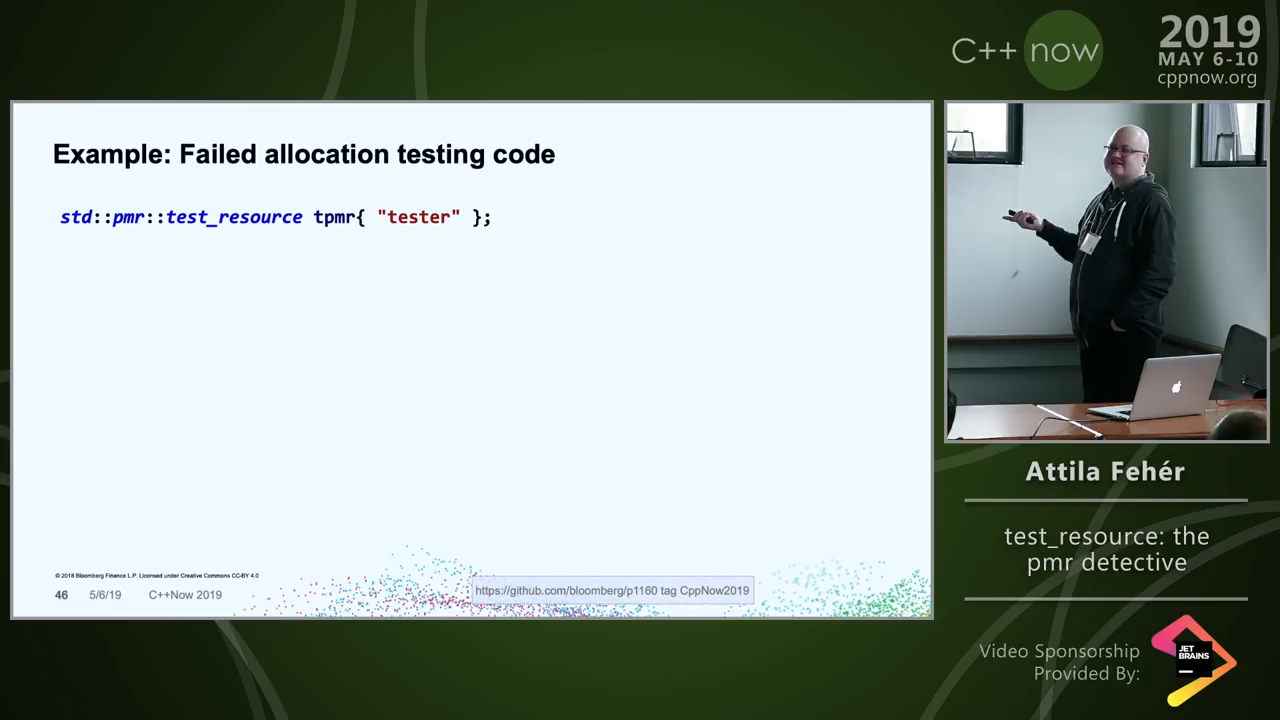 C++ now
2019
MAY 6-10
cppnow.org
Example: Failed allocation testing code
std::pmr::test_resource tpmr{ "tester" };
© 2018 Bloomberg Finance L.P. Licensed under Creative Commons CC-BY 4.0
46 5/6/19 C++Now 2019
https://github.com/bloomberg/p1160 tag CppNow2019
Attila Fehér
test_resource: the
pmr detective
Video Sponsorship
Provided By:
JET
BRAINS